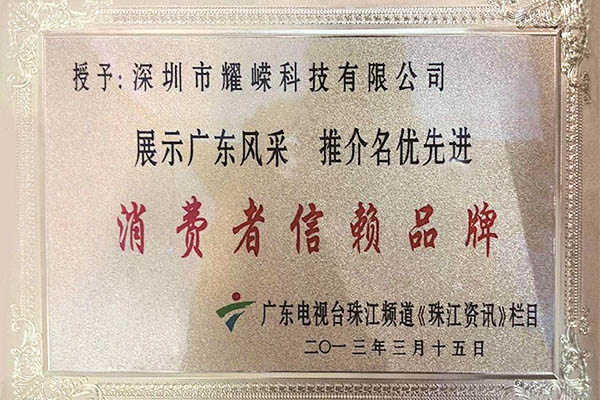 授予:深圳市耀嵘科技有限公司
展示广东风采 推介名优先进
消费者信赖品牌
广东电视台珠江频道《珠江资讯》栏目
二〇一三年三月十五日